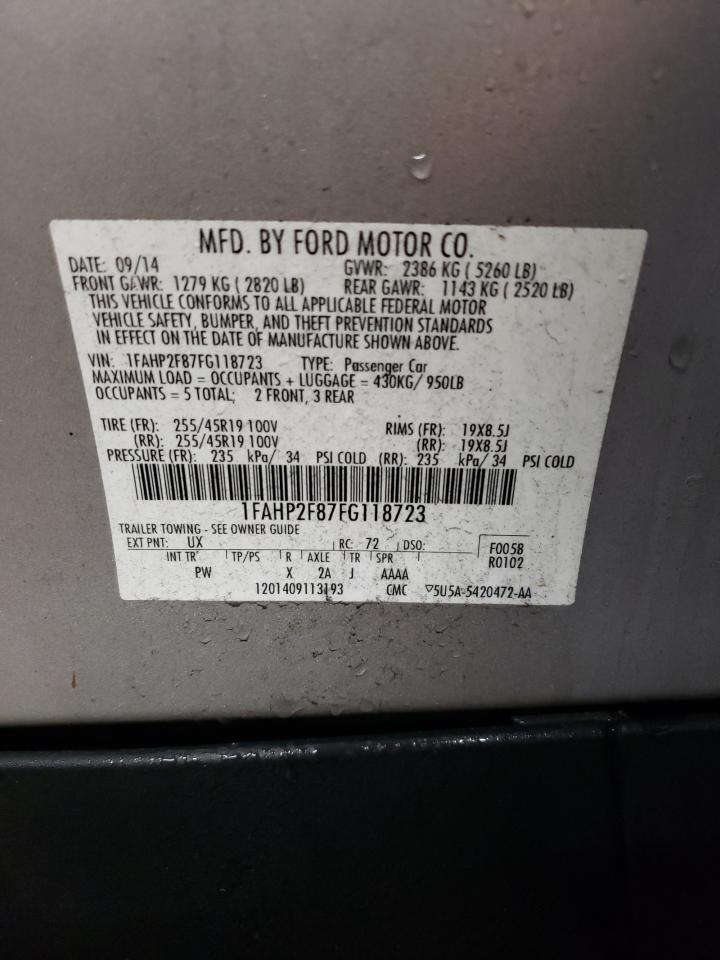 MFD. BY FORD MOTOR CO.
DATE: 09/14 GVWR: 2386 KG ( 5260 LB)
FRONT GAWR: 1279 KG ( 2820 LB) REAR GAWR: 1143 KG ( 2520 LB)
THIS VEHICLE CONFORMS TO ALL APPLICABLE FEDERAL MOTOR
VEHICLE SAFETY, BUMPER, AND THEFT PREVENTION STANDARDS
IN EFFECT ON THE DATE OF MANUFACTURE SHOWN ABOVE.
VIN: 1FAHP2F87FG118723 TYPE: Passenger Car
MAXIMUM LOAD = OCCUPANTS + LUGGAGE = 430KG/ 950LB
OCCUPANTS = 5 TOTAL; 2 FRONT, 3 REAR
TIRE (FR): 255/45R19 100V RIMS (FR): 19X8.5J
(RR): 255/45R19 100V (RR): 19X8.5J
PRESSURE (FR): 235 kPa/ 34 PSI COLD (RR): 235 kPa/ 34 PSI COLD
1FAHP2F87FG118723
TRAILER TOWING - SEE OWNER GUIDE
EXT PNT: UX RC: 72 DSO: F0058
INT TR TP/PS R AXLE TR SPR R0102
PW X 2A J AAAA
1201409113193 CMC ▽5U5A-5420472-AA